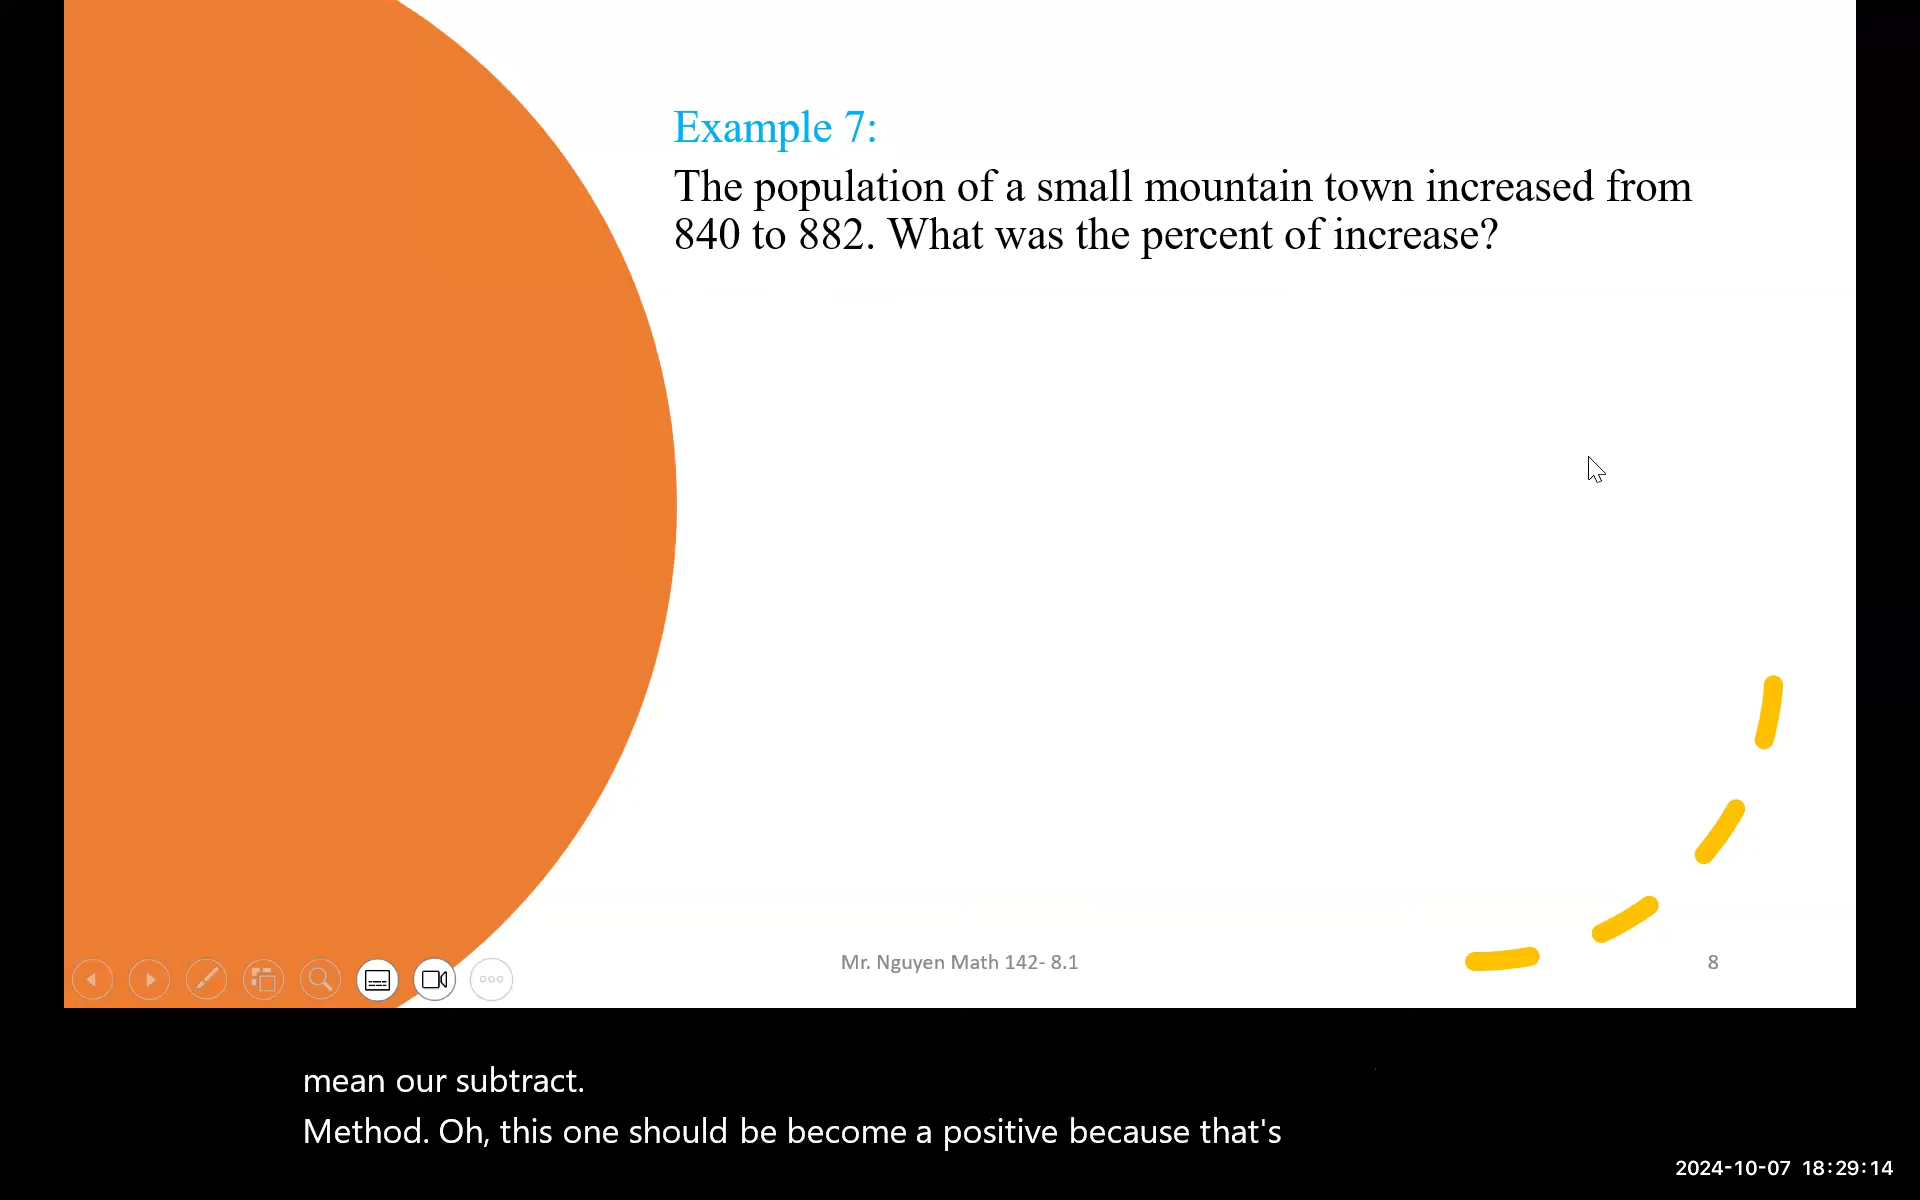 Example 7:
The population of a small mountain town increased from
840 to 882. What was the percent of increase?
Mr. Nguyen Math 142- 8.1
8
mean our subtract.
Method. Oh, this one should be become a positive because that's
2024-10-07 18:29:14